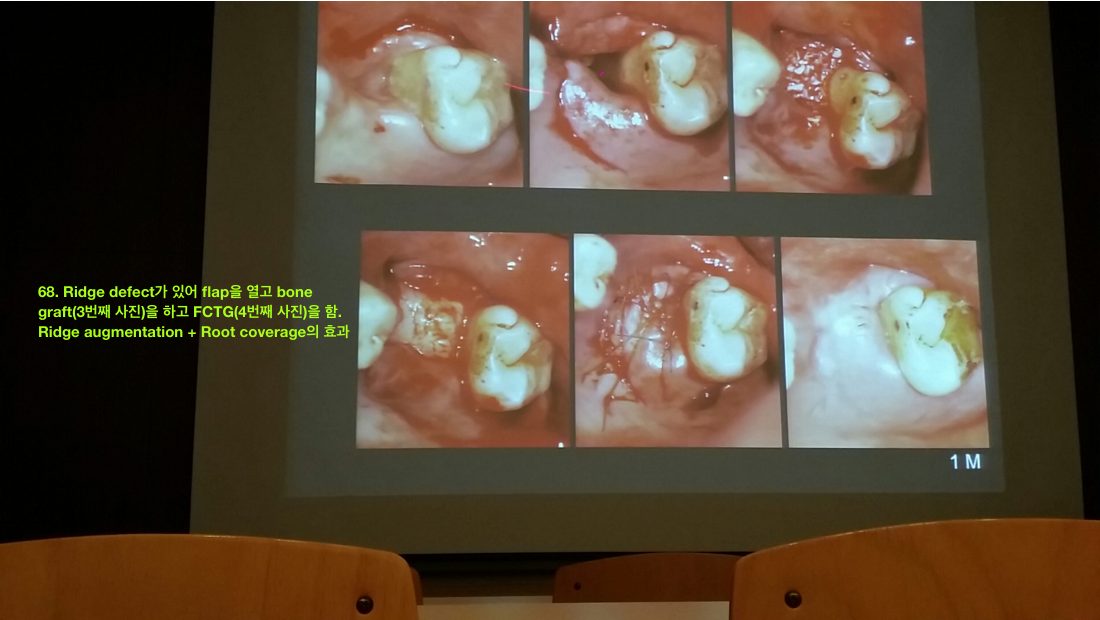 68. Ridge defect가 있어 flap을 열고 bone
graft(3번째 사진)을 하고 FCTG(4번째 사진)을 함.
Ridge augmentation + Root coverage의 효과
1 M